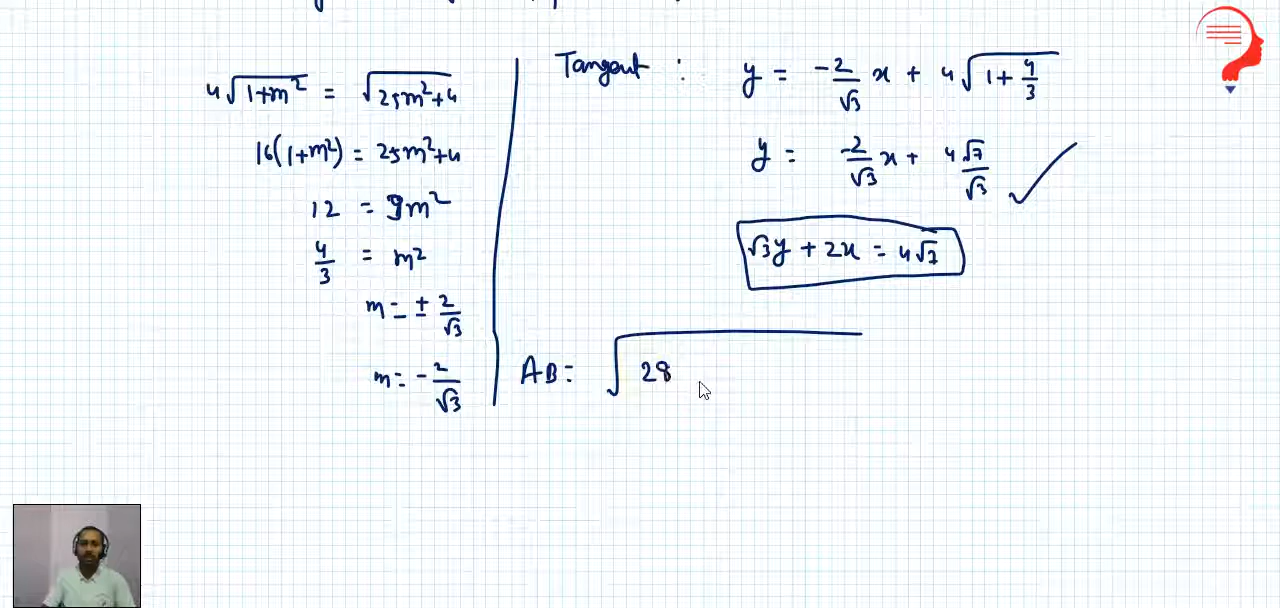 4√(1+m²) = √(25m²+4)
16(1+m²) = 25m²+4
12 = 9m²
4/3 = m²
m = ± 2/√3
m = - 2/√3
Tangent : y = -2/√3 x + 4√(1+4/3)
y = -2/√3 x + 4√7/√3
√3y + 2x = 4√7
AB = √28